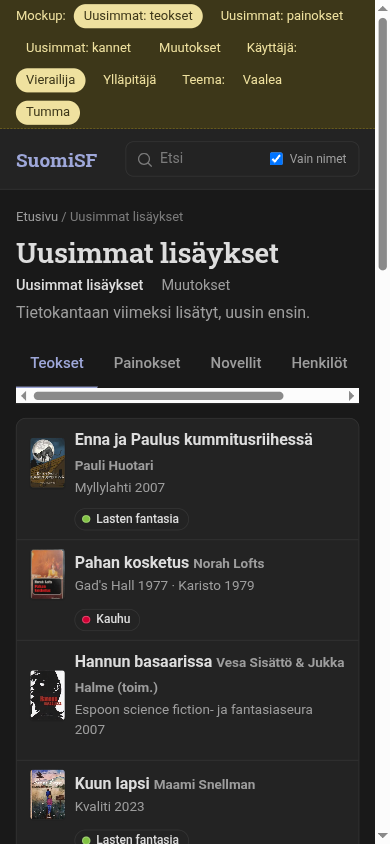 Mockup: Uusimmat: teokset Uusimmat: painokset
Uusimmat: kannet Muutokset Käyttäjä:
Vierailija Ylläpitäjä Teema: Vaalea
Tumma
SuomiSF Etsi Vain nimet
Etusivu / Uusimmat lisäykset
Uusimmat lisäykset
Uusimmat lisäykset Muutokset
Tietokantaan viimeksi lisätyt, uusin ensin.
Teokset Painokset Novellit Henkilöt
Enna ja Paulus kummitusriihessä
Pauli Huotari
Myllylahti 2007
Lasten fantasia
Pahan kosketus Norah Lofts
Gad's Hall 1977 · Karisto 1979
Kauhu
Hannun basaarissa Vesa Sisättö & Jukka
Halme (toim.)
Espoon science fiction- ja fantasiaseura
2007
Kuun lapsi Maami Snellman
Kvaliti 2023
Lasten fantasia